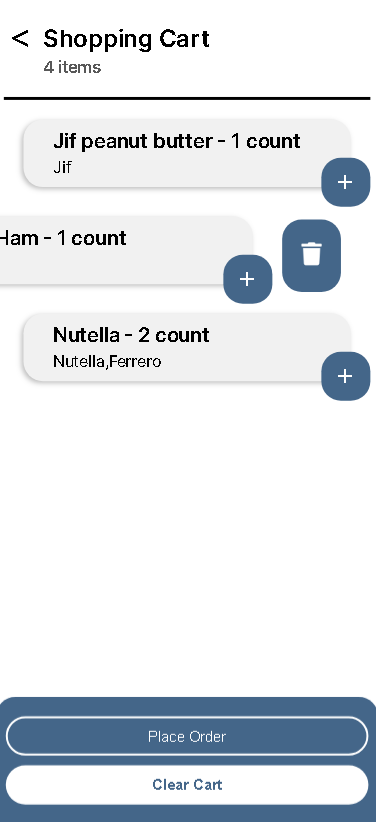 < Shopping Cart
4 items
Jif peanut butter - 1 count
Jif
+
Ham - 1 count
+
Nutella - 2 count
Nutella,Ferrero
+
Place Order
Clear Cart